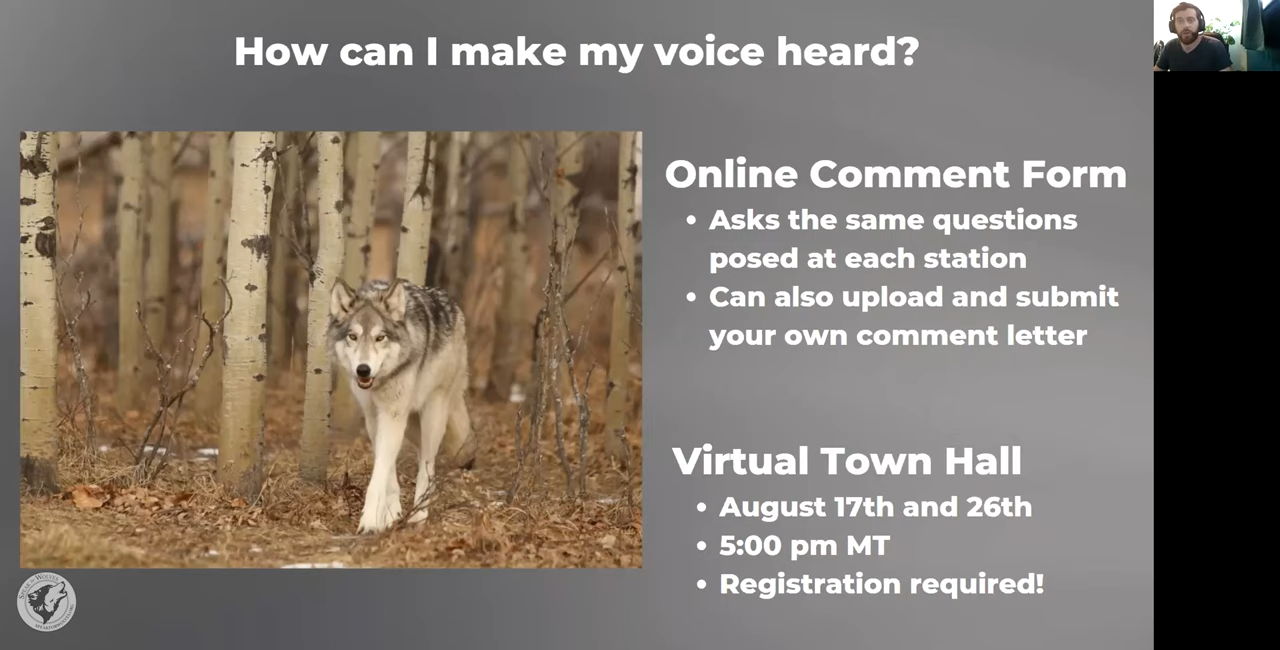 How can I make my voice heard?
Online Comment Form
• Asks the same questions
posed at each station
• Can also upload and submit
your own comment letter
Virtual Town Hall
• August 17th and 26th
• 5:00 pm MT
• Registration required!